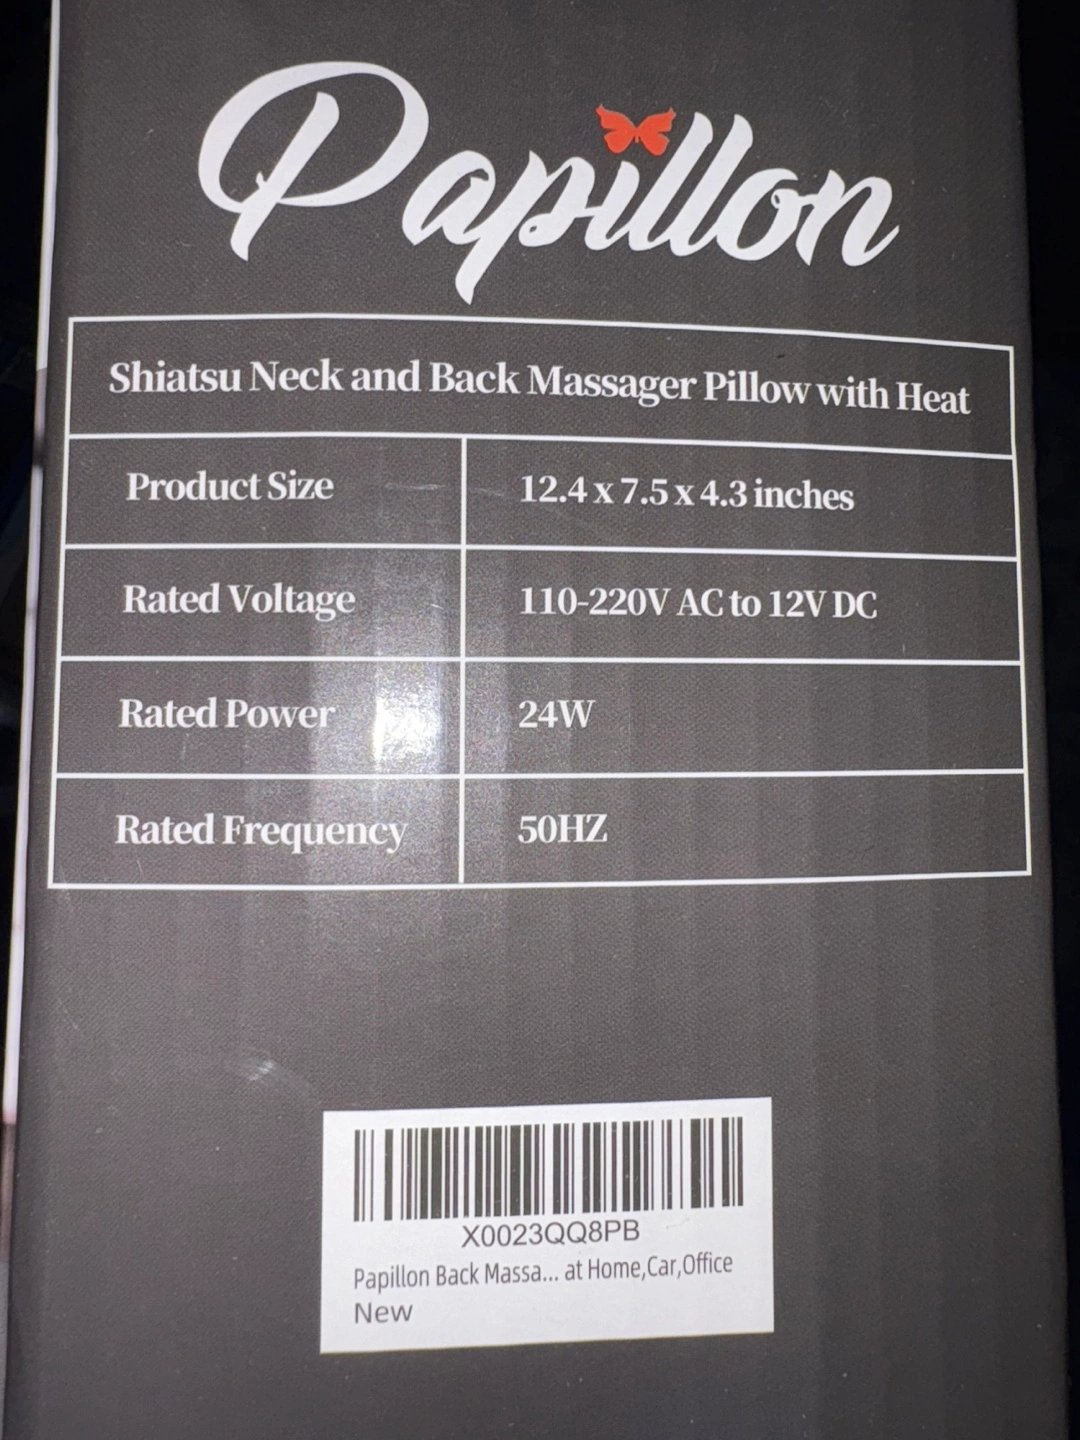 Papillon
Shiatsu Neck and Back Massager Pillow with Heat
Product Size 12.4 x 7.5 x 4.3 inches
Rated Voltage 110-220V AC to 12V DC
Rated Power 24W
Rated Frequency 50HZ
X0023QQ8PB
Papillon Back Massa... at Home,Car,Office
New